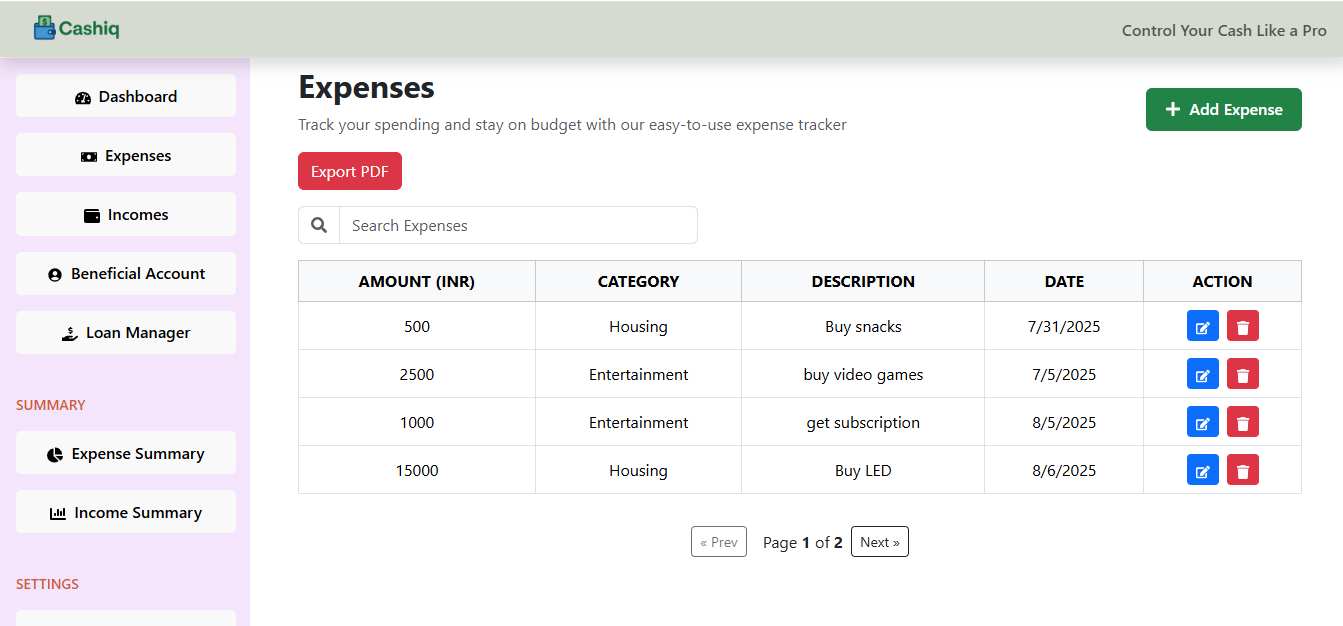 Cashiq
Control Your Cash Like a Pro
Dashboard
Expenses
Incomes
Beneficial Account
Loan Manager
SUMMARY
Expense Summary
Income Summary
SETTINGS
Expenses
Track your spending and stay on budget with our easy-to-use expense tracker
Add Expense
Export PDF
Search Expenses
AMOUNT (INR) CATEGORY DESCRIPTION DATE ACTION
500 Housing Buy snacks 7/31/2025
2500 Entertainment buy video games 7/5/2025
1000 Entertainment get subscription 8/5/2025
15000 Housing Buy LED 8/6/2025
« Prev Page 1 of 2 Next »